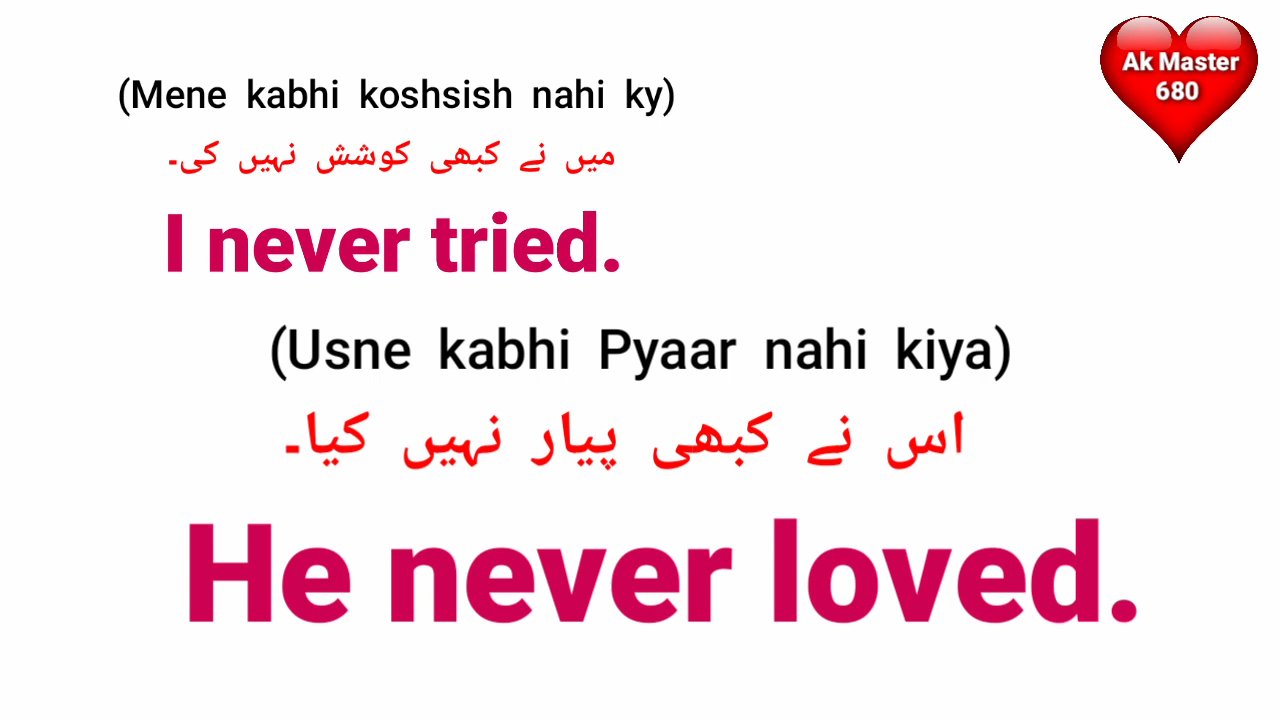 (Mene kabhi koshsish nahi ky)
میں نے کبھی کوشش نہیں کی۔
I never tried.
(Usne kabhi Pyaar nahi kiya)
اس نے کبھی پیار نہیں کیا۔
He never loved.
Ak Master
680